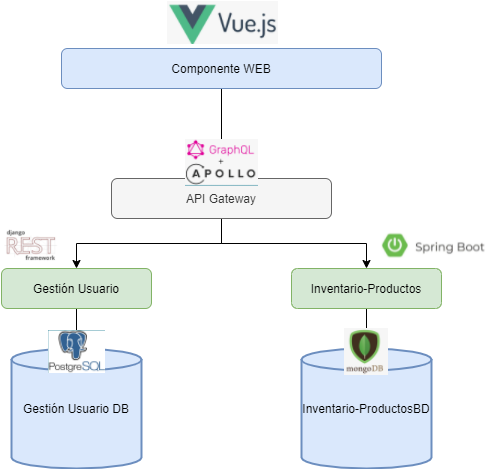 Vue.js
Componente WEB
GraphQL
+
APOLLO
API Gateway
django
REST
framework
Spring Boot
Gestión Usuario
Inventario-Productos
PostgreSQL
mongoDB
Gestión Usuario DB
Inventario-ProductosBD